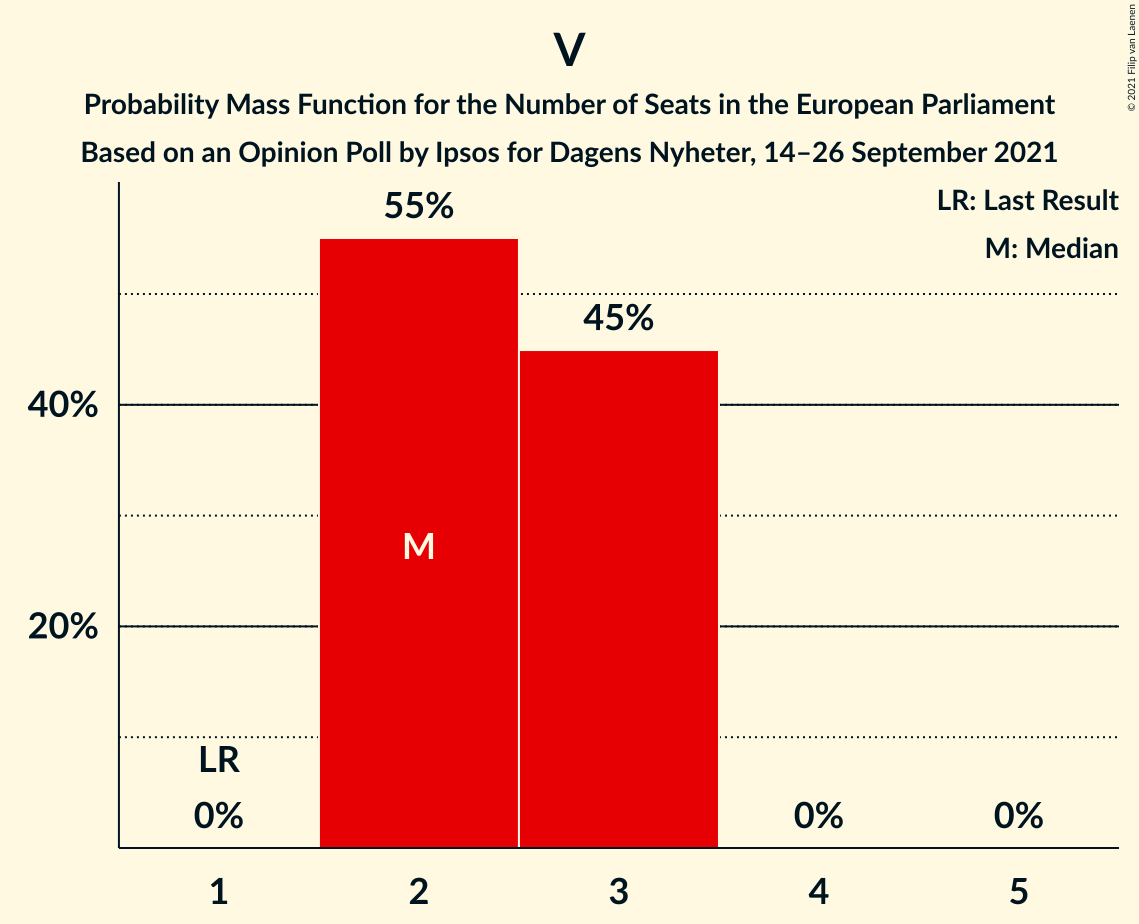 V
Probability Mass Function for the Number of Seats in the European Parliament
Based on an Opinion Poll by Ipsos for Dagens Nyheter, 14–26 September 2021
© 2021 Filip van Laenen
LR: Last Result
M: Median
55%
45%
40%
M
20%
LR
0%
0%
0%
1
2
3
4
5